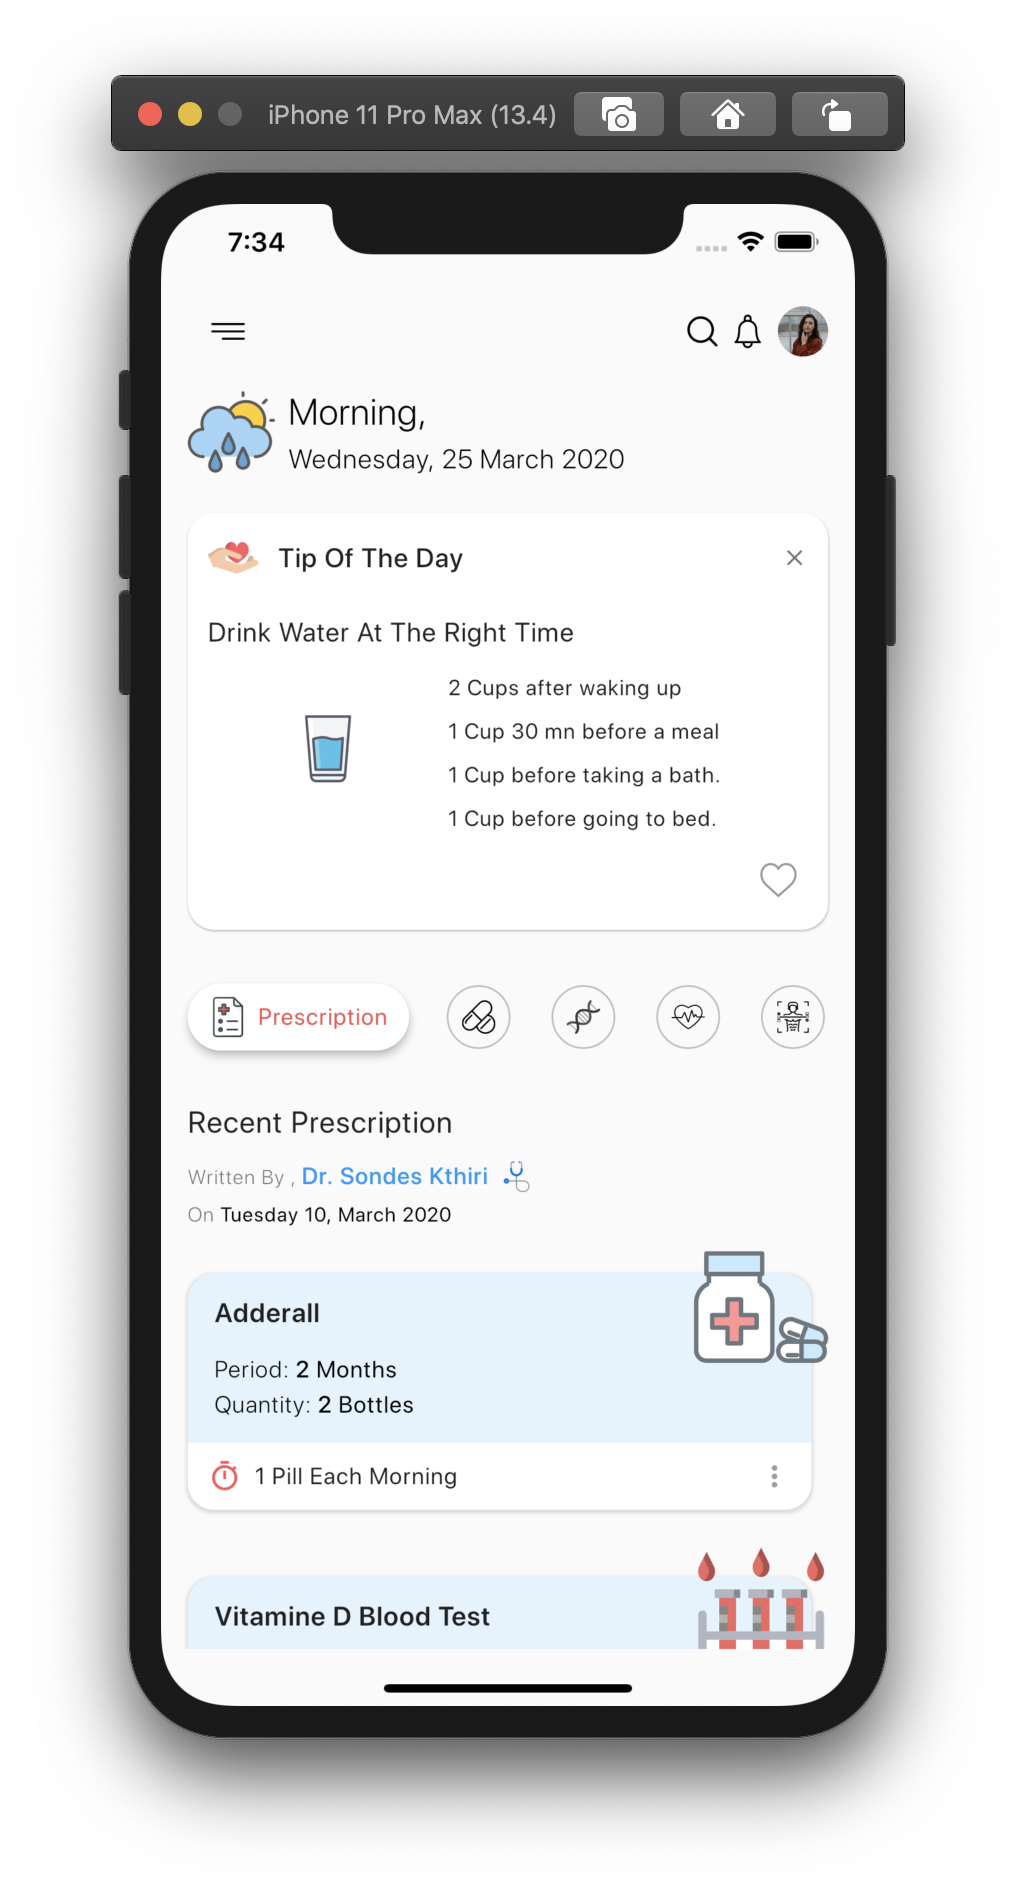 iPhone 11 Pro Max (13.4)
7:34
Morning,
Wednesday, 25 March 2020
Tip Of The Day
Drink Water At The Right Time
2 Cups after waking up
1 Cup 30 mn before a meal
1 Cup before taking a bath.
1 Cup before going to bed.
Prescription
Recent Prescription
Written By , Dr. Sondes Kthiri
On Tuesday 10, March 2020
Adderall
Period: 2 Months
Quantity: 2 Bottles
1 Pill Each Morning
Vitamine D Blood Test